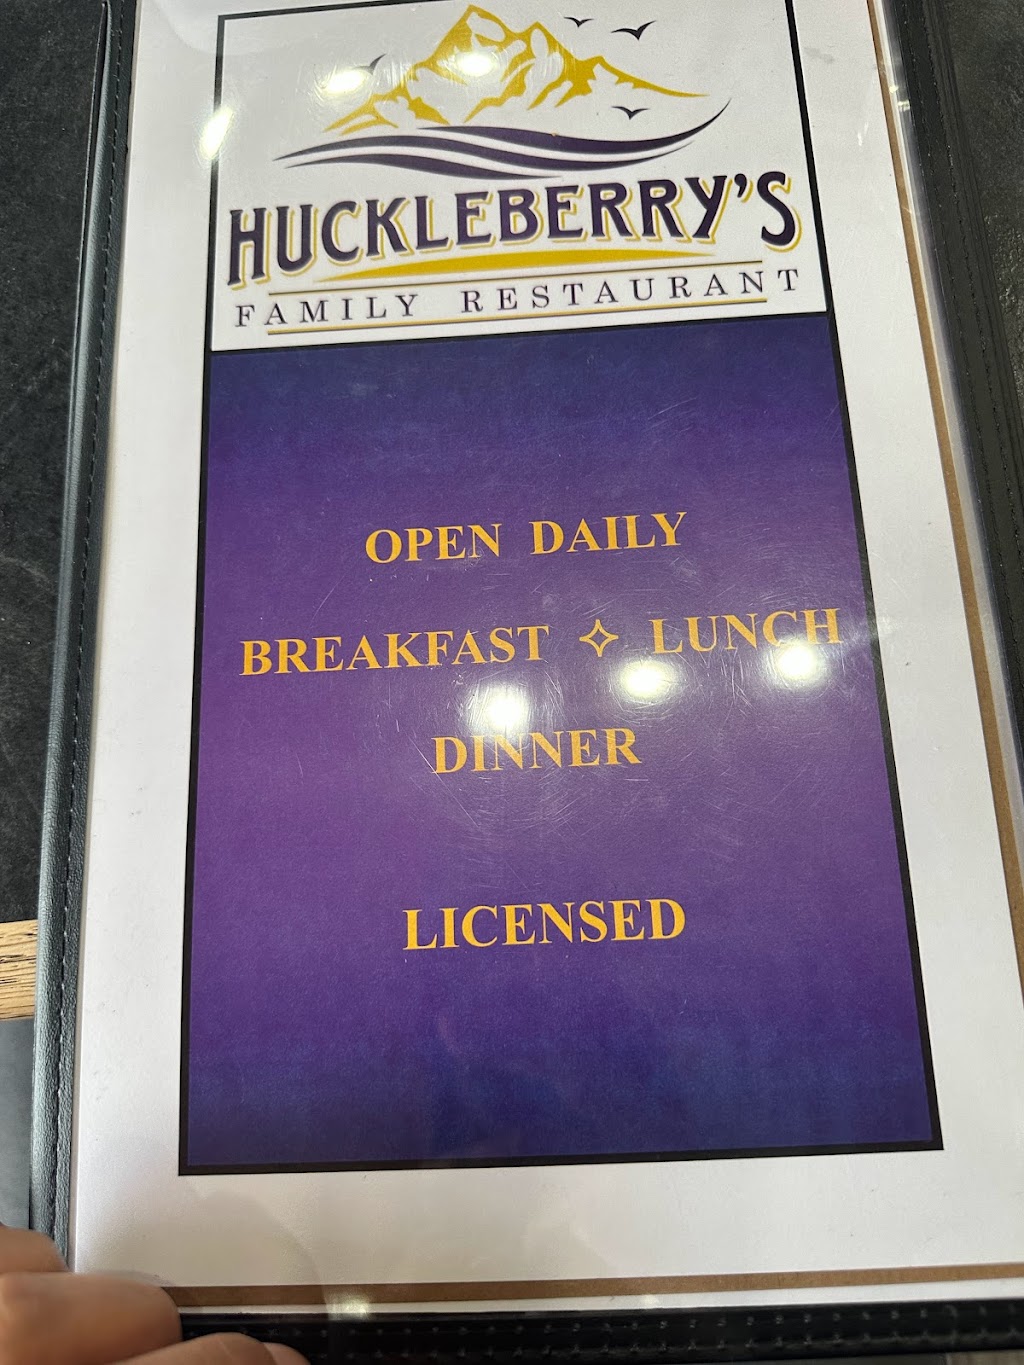 HUCKLEBERRY'S
FAMILY RESTAURANT
OPEN DAILY
BREAKFAST ✧ LUNCH
DINNER
LICENSED